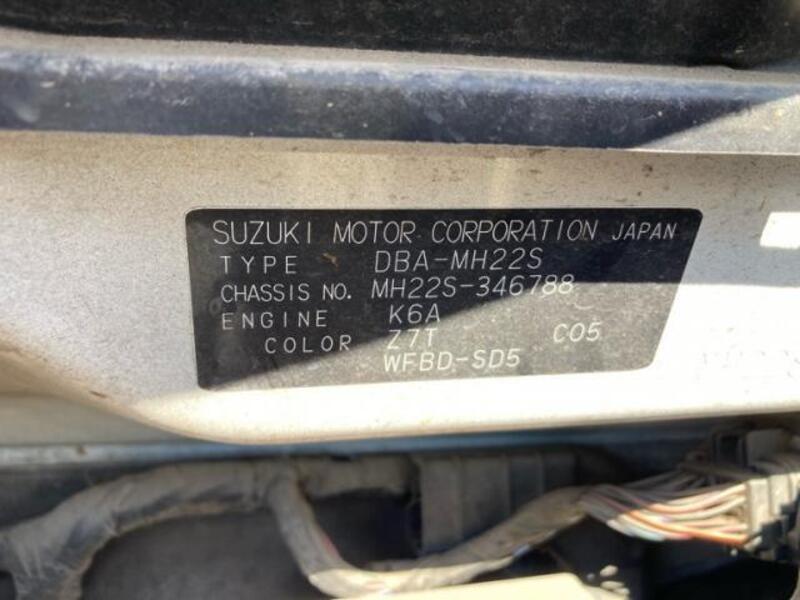 SUZUKI MOTOR CORPORATION JAPAN
TYPE DBA-MH22S
CHASSIS NO. MH22S-346788
ENGINE K6A
COLOR Z7T C05
WFBD-SD5